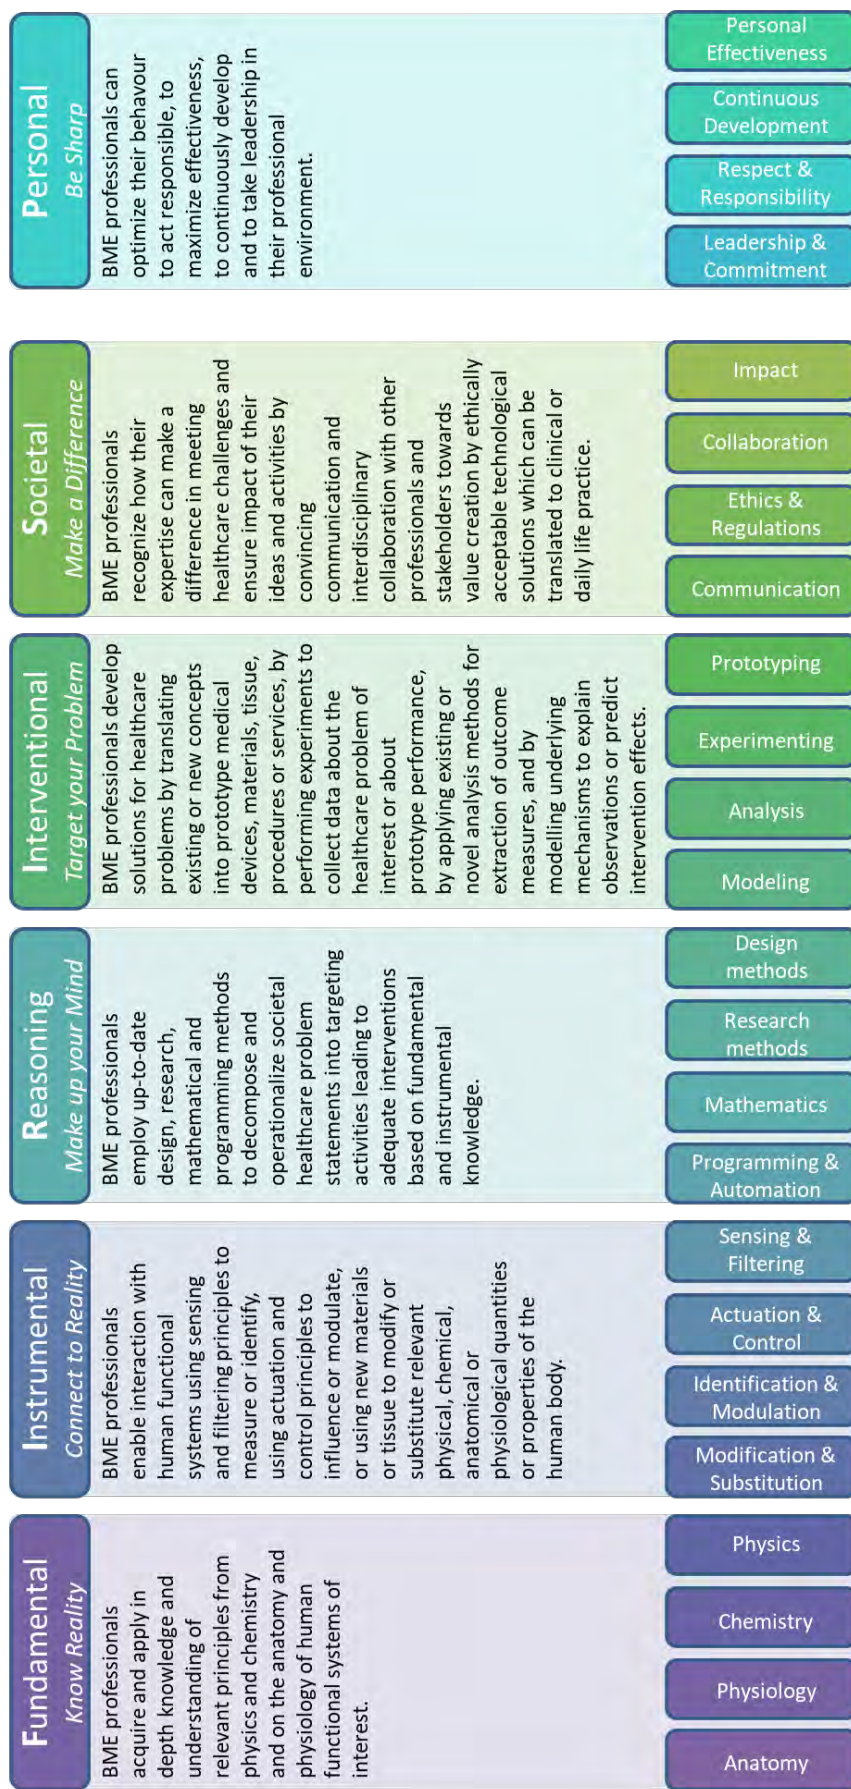 Fundamental
Know Reality
BME professionals
acquire and apply in
depth knowledge and
understanding of
relevant principles from
physics and chemistry
and on the anatomy and
physiology of human
functional systems of
interest.
Anatomy
Physiology
Chemistry
Physics
Instrumental
Connect to Reality
BME professionals
enable interaction with
human functional
systems using sensing
and filtering principles to
measure or identify,
using actuation and
control principles to
influence or modulate,
or using new materials
or tissue to modify or
substitute relevant
physical, chemical,
anatomical or
physiological quantities
or properties of the
human body.
Modification &
Substitution
Identification &
Modulation
Actuation &
Control
Sensing &
Filtering
Reasoning
Make up your Mind
BME professionals
employ up-to-date
design, research,
mathematical and
programming methods
to decompose and
operationalize societal
healthcare problem
statements into targeting
activities leading to
adequate interventions
based on fundamental
and instrumental
knowledge.
Programming &
Automation
Mathematics
Research
methods
Design
methods
Interventional
Target your Problem
BME professionals develop
solutions for healthcare
problems by translating
existing or new concepts
into prototype medical
devices, materials, tissue,
procedures or services, by
performing experiments to
collect data about the
healthcare problem of
interest or about
prototype performance,
by applying existing or
novel analysis methods for
extraction of outcome
measures, and by
modelling underlying
mechanisms to explain
observations or predict
intervention effects.
Modeling
Analysis
Experimenting
Prototyping
Societal
Make a Difference
BME professionals
recognize how their
expertise can make a
difference in meeting
healthcare challenges and
ensure impact of their
ideas and activities by
convincing
communication and
interdisciplinary
collaboration with other
professionals and
stakeholders towards
value creation by ethically
acceptable technological
solutions which can be
translated to clinical or
daily life practice.
Communication
Ethics &
Regulations
Collaboration
Impact
Personal
Be Sharp
BME professionals can
optimize their behavour
to act responsible, to
maximize effectiveness,
to continuously develop
and to take leadership in
their professional
environment.
Leadership &
Commitment
Respect &
Responsibility
Continuous
Development
Personal
Effectiveness